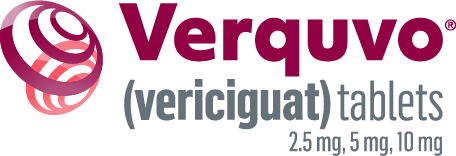 Verquvo®
(vericiguat) tablets
2.5 mg, 5 mg, 10 mg